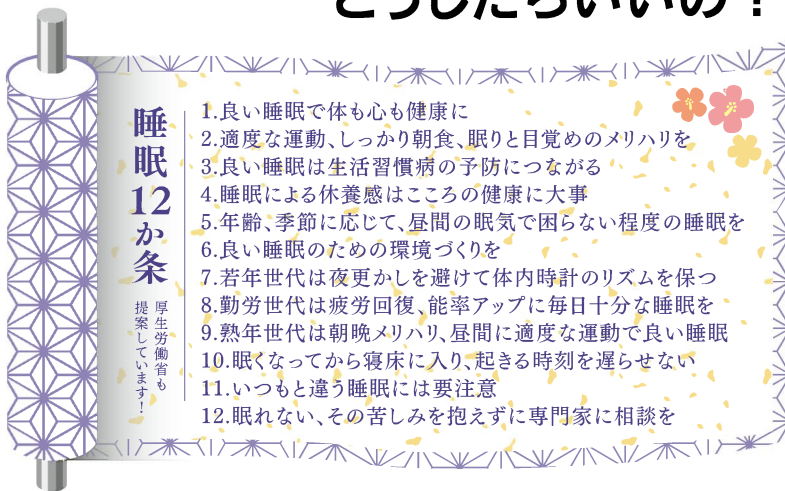 どうしたらいいの？
睡眠12か条
厚生労働省も
提案しています！
1.良い睡眠で体も心も健康に
2.適度な運動、しっかり朝食、眠りと目覚めのメリハリを
3.良い睡眠は生活習慣病の予防につながる
4.睡眠による休養感はこころの健康に大事
5.年齢、季節に応じて、昼間の眠気で困らない程度の睡眠を
6.良い睡眠のための環境づくりを
7.若年世代は夜更かしを避けて体内時計のリズムを保つ
8.勤労世代は疲労回復、能率アップに毎日十分な睡眠を
9.熟年世代は朝晩メリハリ、昼間に適度な運動で良い睡眠
10.眠くなってから寝床に入り、起きる時刻を遅らせない
11.いつもと違う睡眠には要注意
12.眠れない、その苦しみを抱えずに専門家に相談を